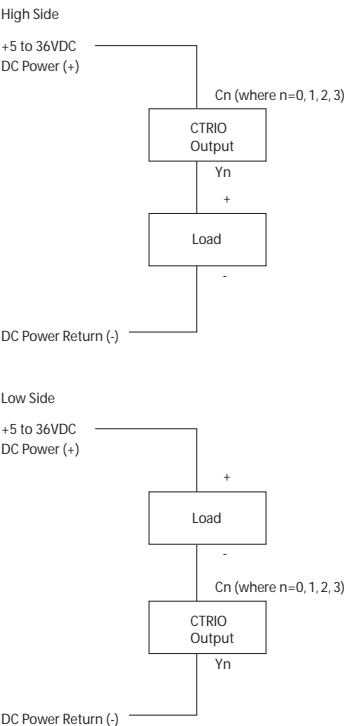 High Side
+5 to 36VDC
DC Power (+)
Cn (where n=0, 1, 2, 3)
CTRIO
Output
Yn
+
Load
-
DC Power Return (-)
Low Side
+5 to 36VDC
DC Power (+)
+
Load
-
Cn (where n=0, 1, 2, 3)
CTRIO
Output
Yn
DC Power Return (-)